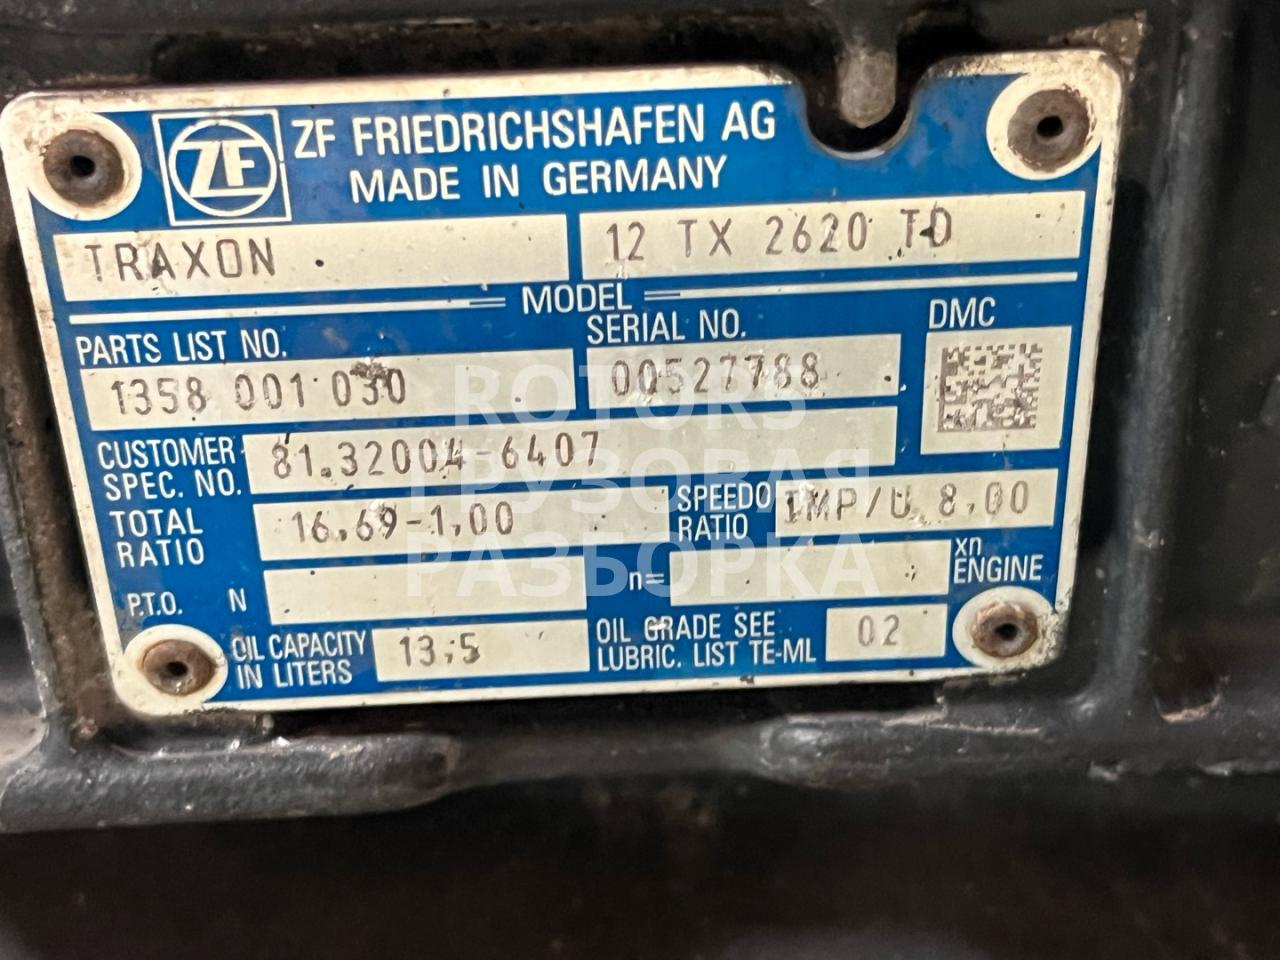 ZF
ZF FRIEDRICHSHAFEN AG
MADE IN GERMANY
TRAXON
12 TX 2620 TD
MODEL
PARTS LIST NO.
SERIAL NO.
DMC
1358 001 030
00527788
CUSTOMER SPEC. NO.
81.32004-6407
TOTAL RATIO
16.69-1,00
SPEEDO RATIO
IMP/U 8,00
P.T.O. N
n=
xn ENGINE
OIL CAPACITY IN LITERS
13,5
OIL GRADE SEE LUBRIC. LIST TE-ML
02
ROTORS
ГРУЗОВАЯ
РАЗБОРКА